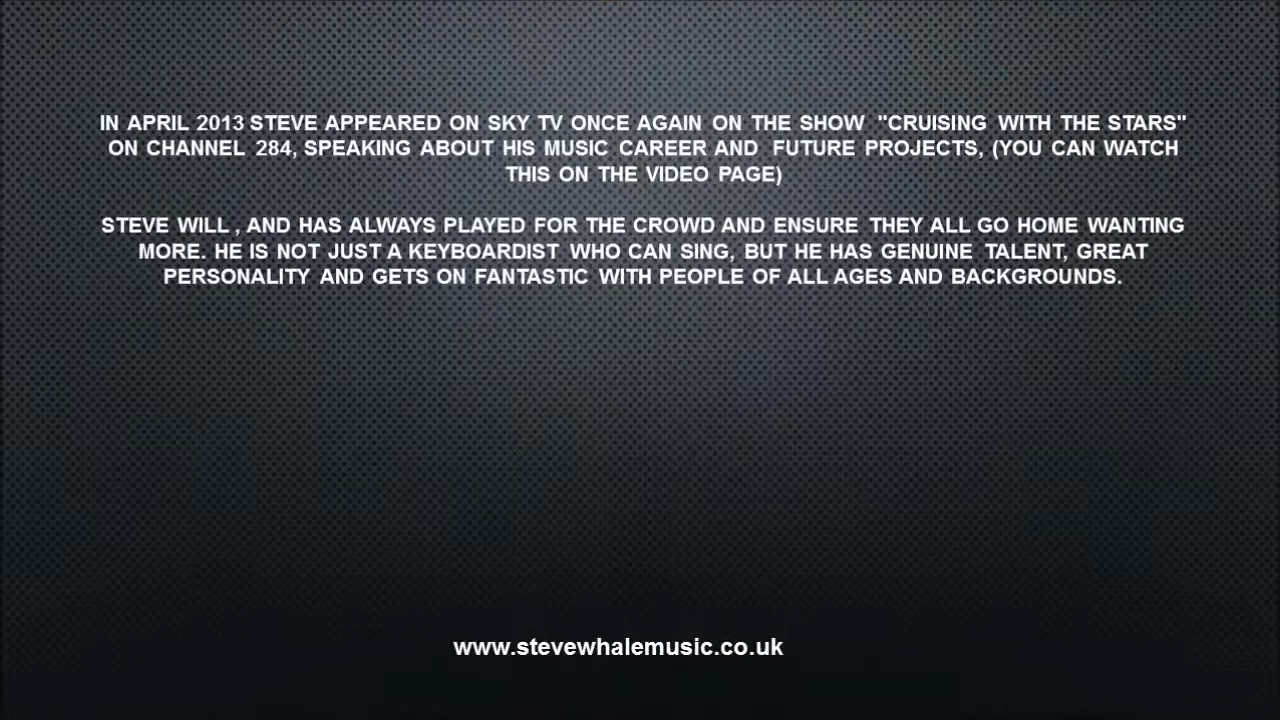 IN APRIL 2013 STEVE APPEARED ON SKY TV ONCE AGAIN ON THE SHOW "CRUISING WITH THE STARS"
ON CHANNEL 284, SPEAKING ABOUT HIS MUSIC CAREER AND FUTURE PROJECTS, (YOU CAN WATCH
THIS ON THE VIDEO PAGE)
STEVE WILL , AND HAS ALWAYS PLAYED FOR THE CROWD AND ENSURE THEY ALL GO HOME WANTING
MORE. HE IS NOT JUST A KEYBOARDIST WHO CAN SING, BUT HE HAS GENUINE TALENT, GREAT
PERSONALITY AND GETS ON FANTASTIC WITH PEOPLE OF ALL AGES AND BACKGROUNDS.
www.stevewhalemusic.co.uk